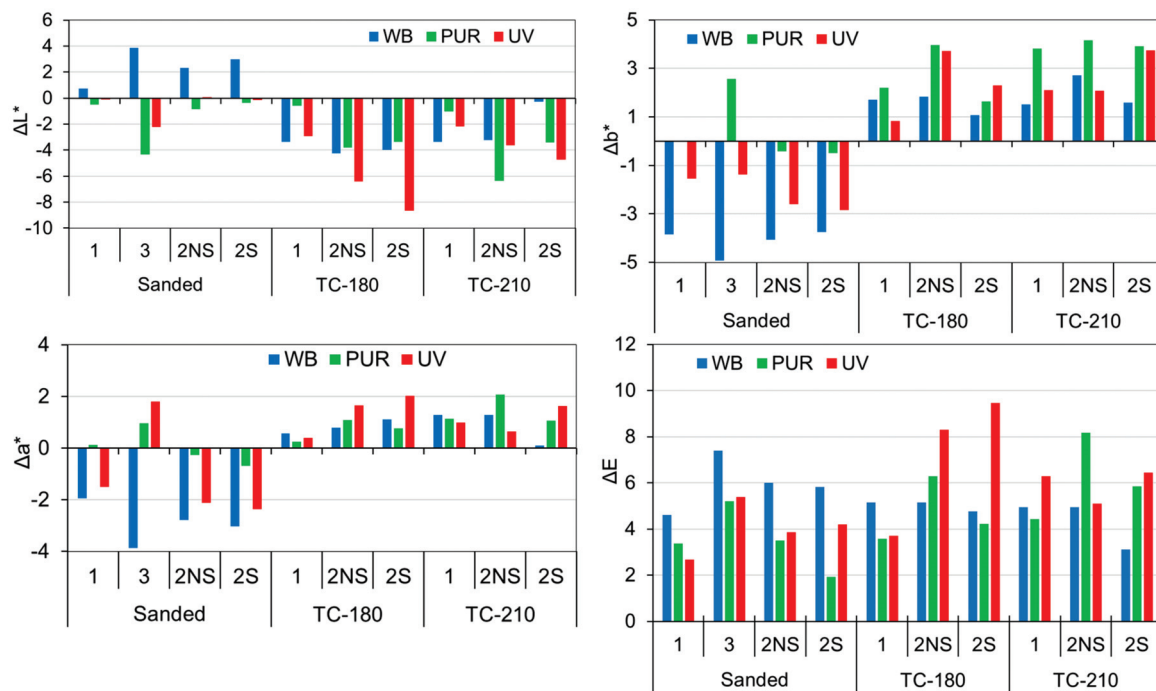 WB PUR UV
6
4
2
0
-2
-4
-6
-8
-10
ΔL*
1 3 2NS 2S 1 2NS 2S 1 2NS 2S
Sanded TC-180 TC-210
WB PUR UV
5
3
1
-1
-3
-5
Δb*
1 3 2NS 2S 1 2NS 2S 1 2NS 2S
Sanded TC-180 TC-210
WB PUR UV
4
2
0
-2
-4
Δa*
1 3 2NS 2S 1 2NS 2S 1 2NS 2S
Sanded TC-180 TC-210
WB PUR UV
12
10
8
6
4
2
0
ΔE
1 3 2NS 2S 1 2NS 2S 1 2NS 2S
Sanded TC-180 TC-210